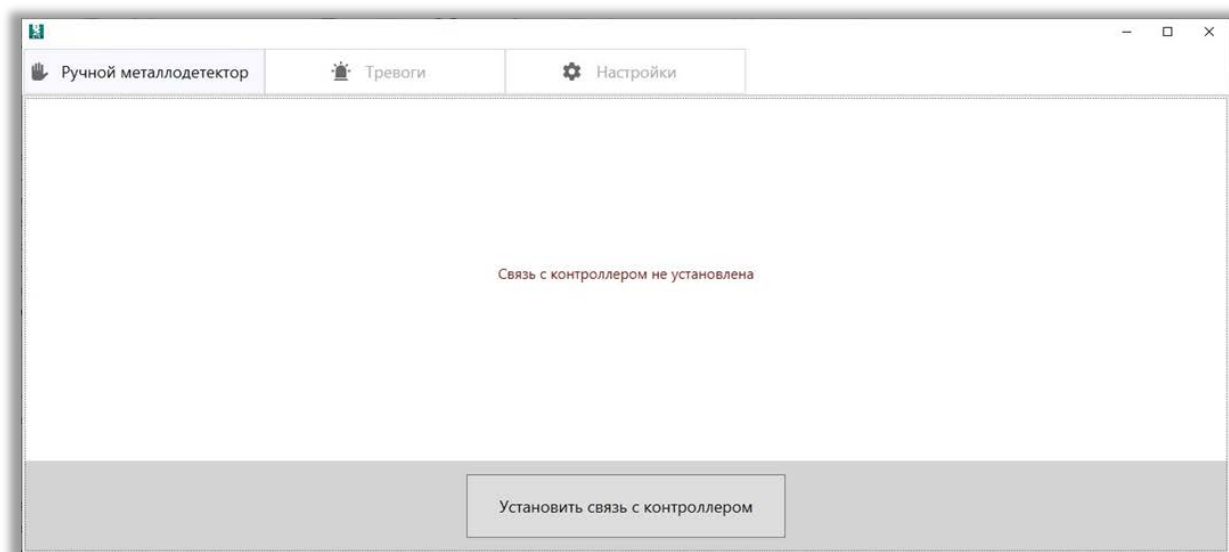 Ручной металлодетектор
Тревоги
Настройки
Связь с контроллером не установлена
Установить связь с контроллером